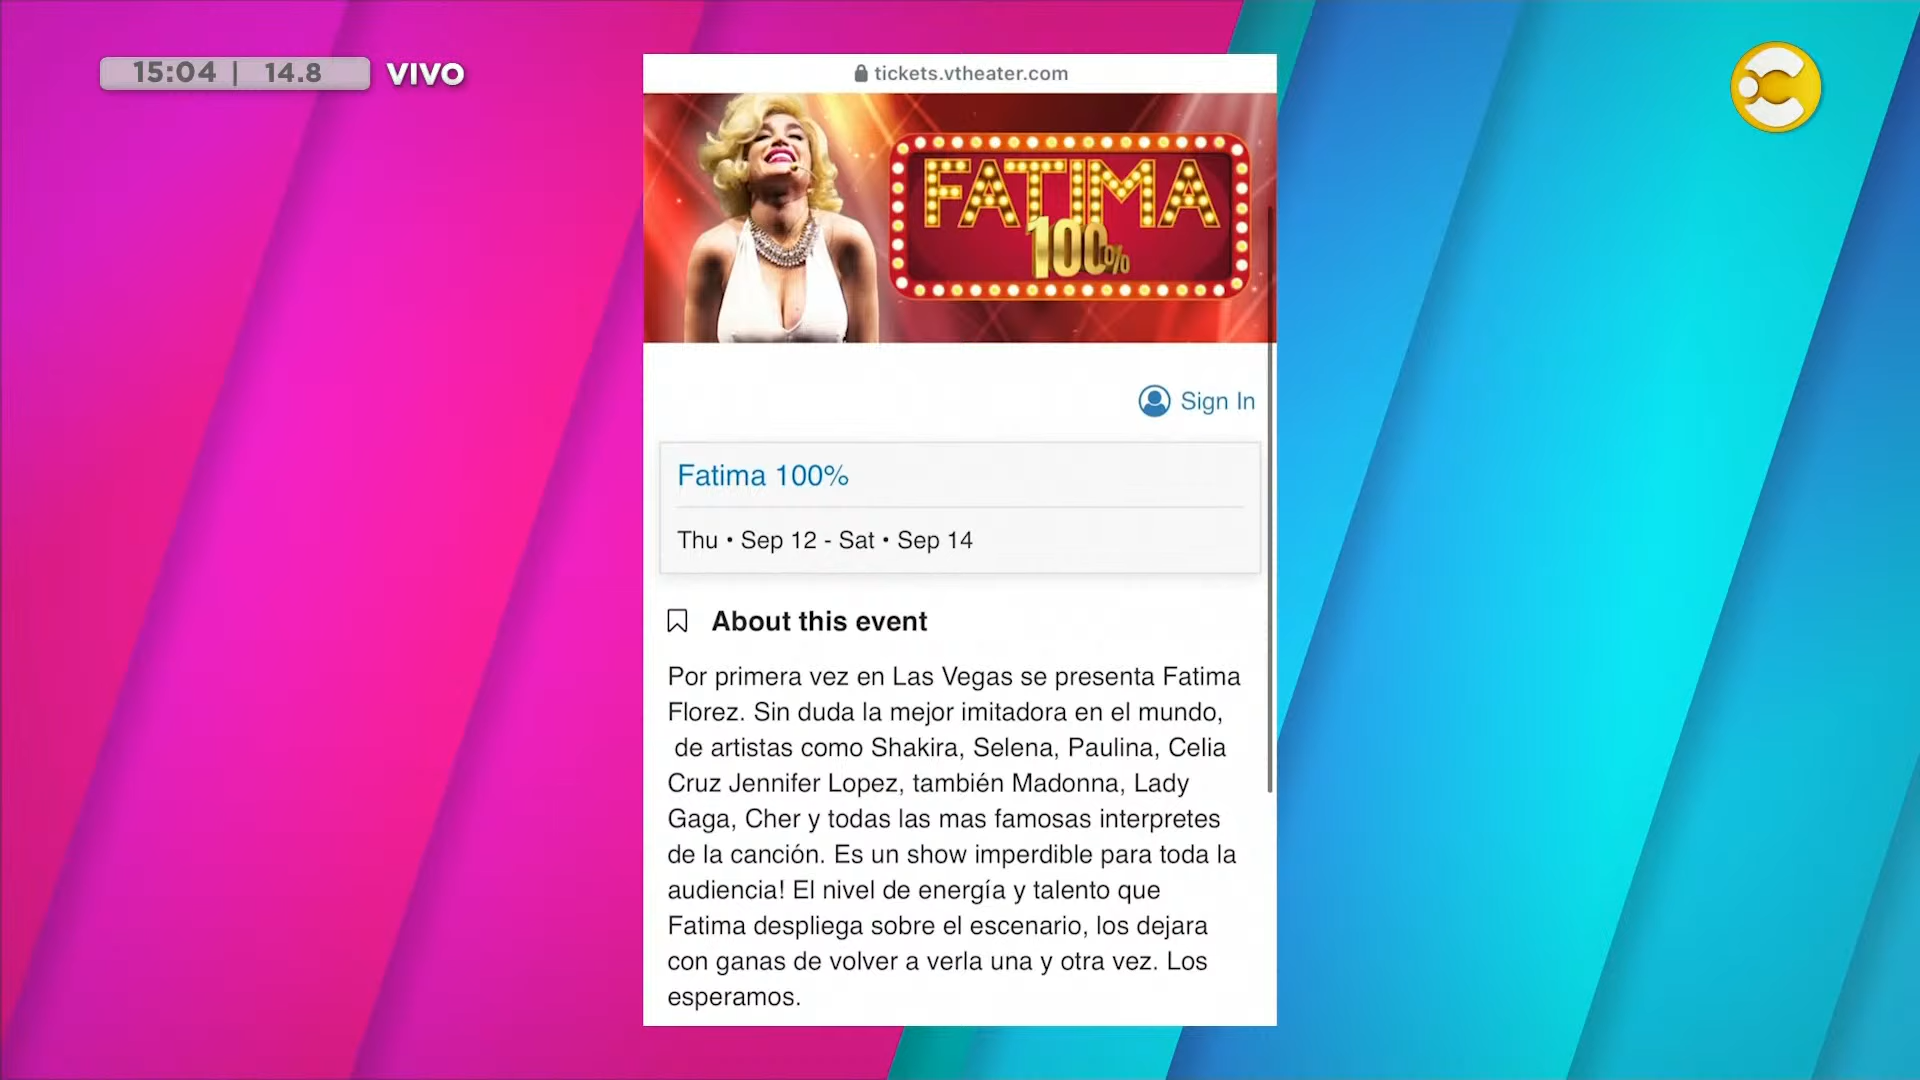 15:04 | 14.8 VIVO
tickets.vtheater.com
FATIMA
100%
Sign In
Fatima 100%
Thu • Sep 12 - Sat • Sep 14
About this event
Por primera vez en Las Vegas se presenta Fatima
Florez. Sin duda la mejor imitadora en el mundo,
de artistas como Shakira, Selena, Paulina, Celia
Cruz Jennifer Lopez, también Madonna, Lady
Gaga, Cher y todas las mas famosas interpretes
de la canción. Es un show imperdible para toda la
audiencia! El nivel de energía y talento que
Fatima despliega sobre el escenario, los dejara
con ganas de volver a verla una y otra vez. Los
esperamos.